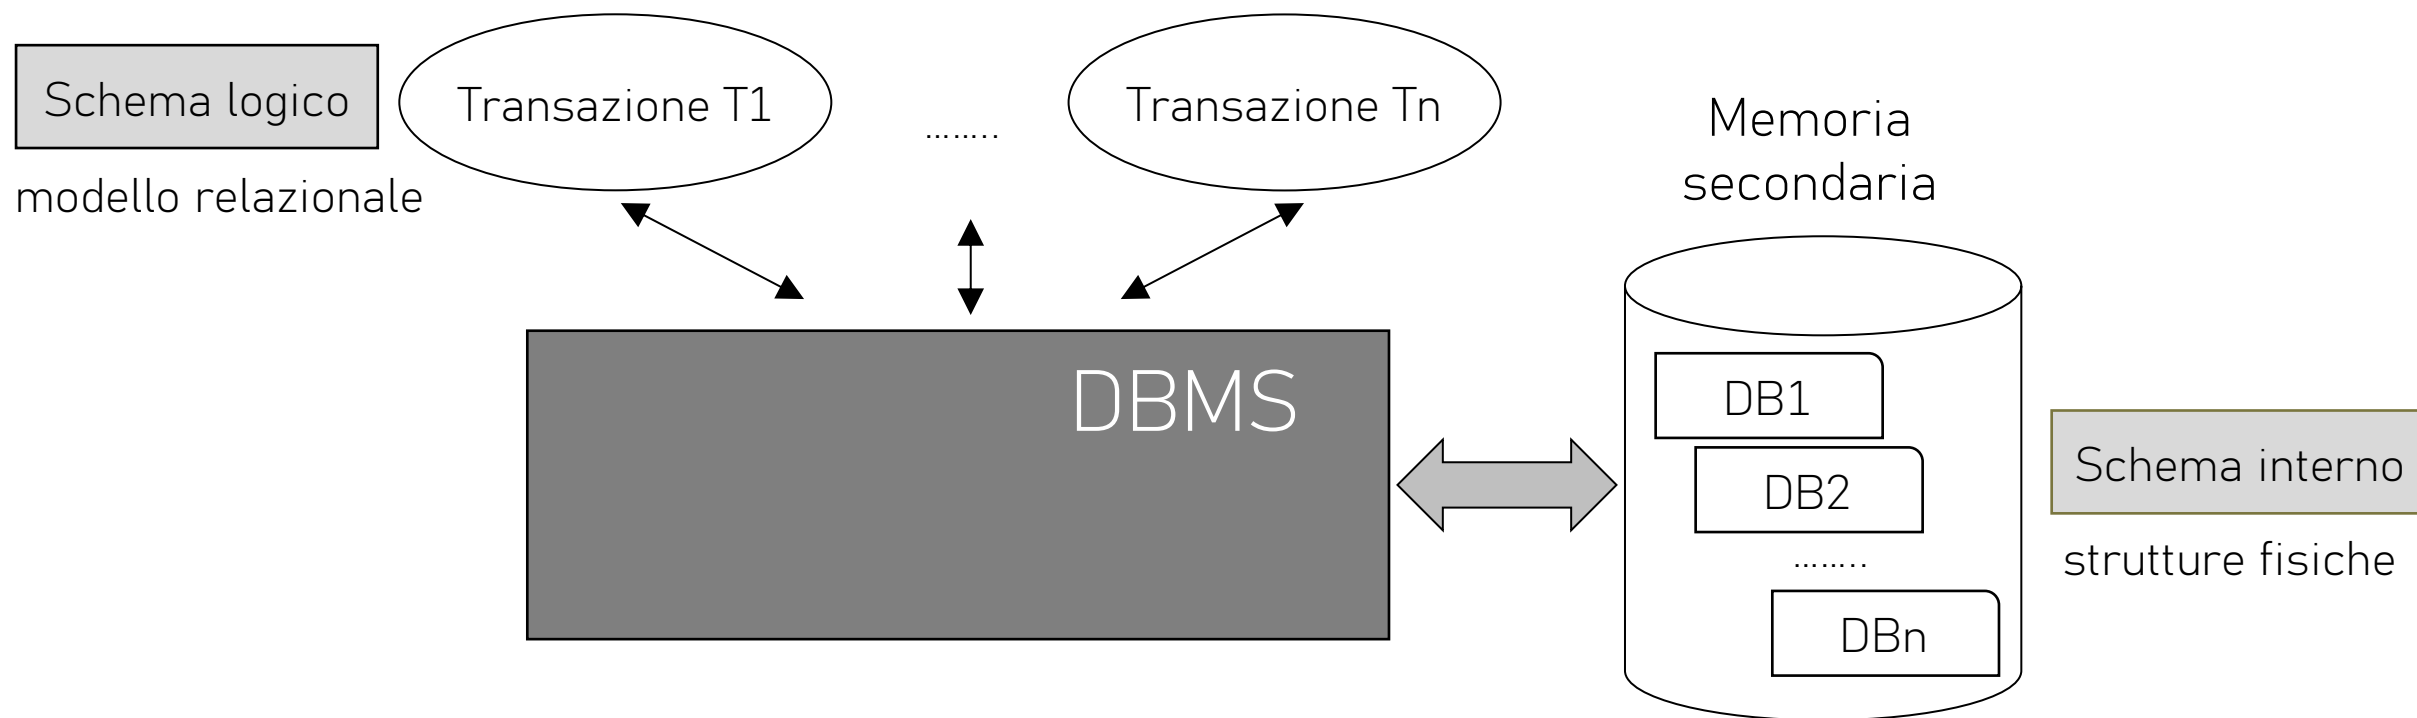 Schema logico
modello relazionale
Transazione T1
........
Transazione Tn
Memoria
secondaria
DBMS
DB1
DB2
........
DBn
Schema interno
strutture fisiche